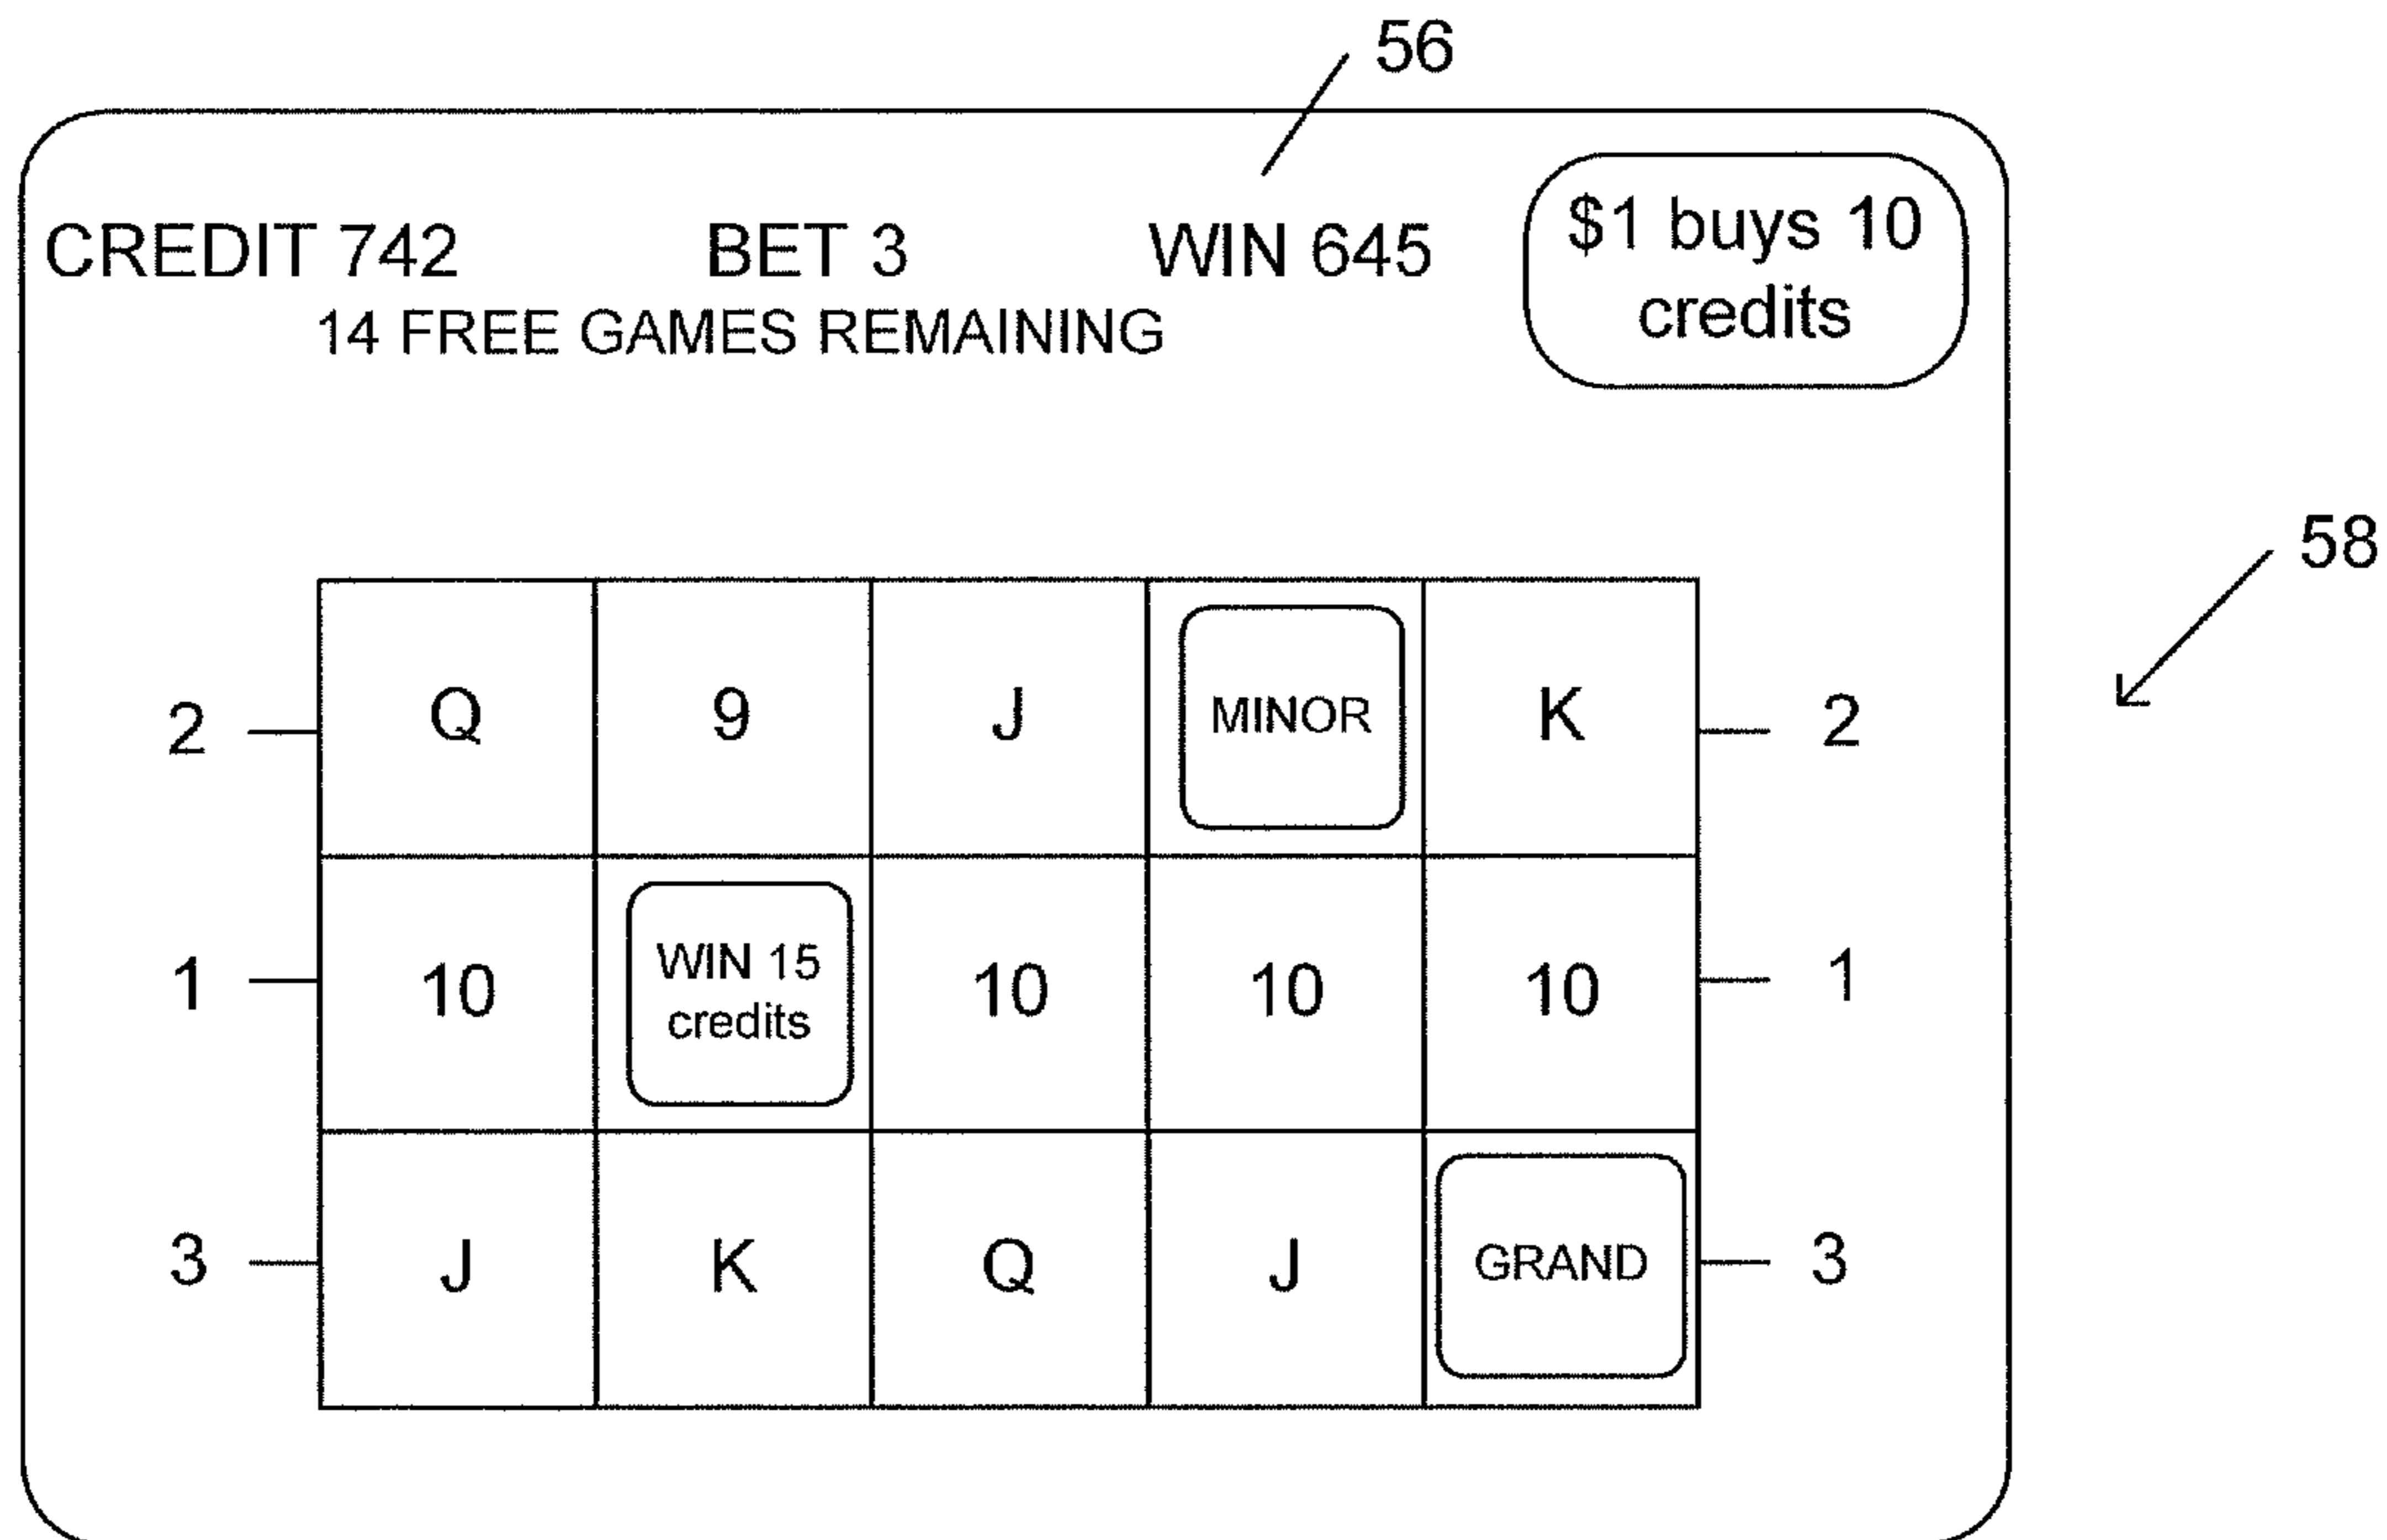 56
CREDIT 742 BET 3 WIN 645
14 FREE GAMES REMAINING
$1 buys 10
credits
58
2 Q 9 J MINOR K 2
1 10 WIN 15 credits 10 10 10 1
3 J K Q J GRAND 3